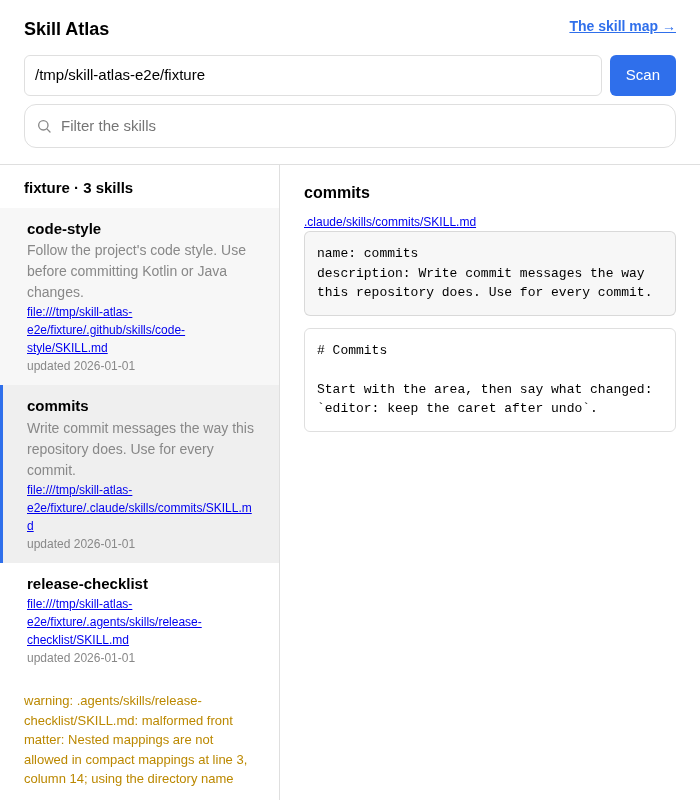 Skill Atlas
The skill map →
/tmp/skill-atlas-e2e/fixture
Scan
Filter the skills
fixture · 3 skills
code-style
Follow the project's code style. Use
before committing Kotlin or Java
changes.
file:///tmp/skill-atlas-
e2e/fixture/.github/skills/code-
style/SKILL.md
updated 2026-01-01
commits
Write commit messages the way this
repository does. Use for every
commit.
file:///tmp/skill-atlas-
e2e/fixture/.claude/skills/commits/SKILL.m
d
updated 2026-01-01
release-checklist
file:///tmp/skill-atlas-
e2e/fixture/.agents/skills/release-
checklist/SKILL.md
updated 2026-01-01
warning: .agents/skills/release-
checklist/SKILL.md: malformed front
matter: Nested mappings are not
allowed in compact mappings at line 3,
column 14; using the directory name
commits
.claude/skills/commits/SKILL.md
name: commits
description: Write commit messages the way
this repository does. Use for every commit.
# Commits
Start with the area, then say what changed:
`editor: keep the caret after undo`.